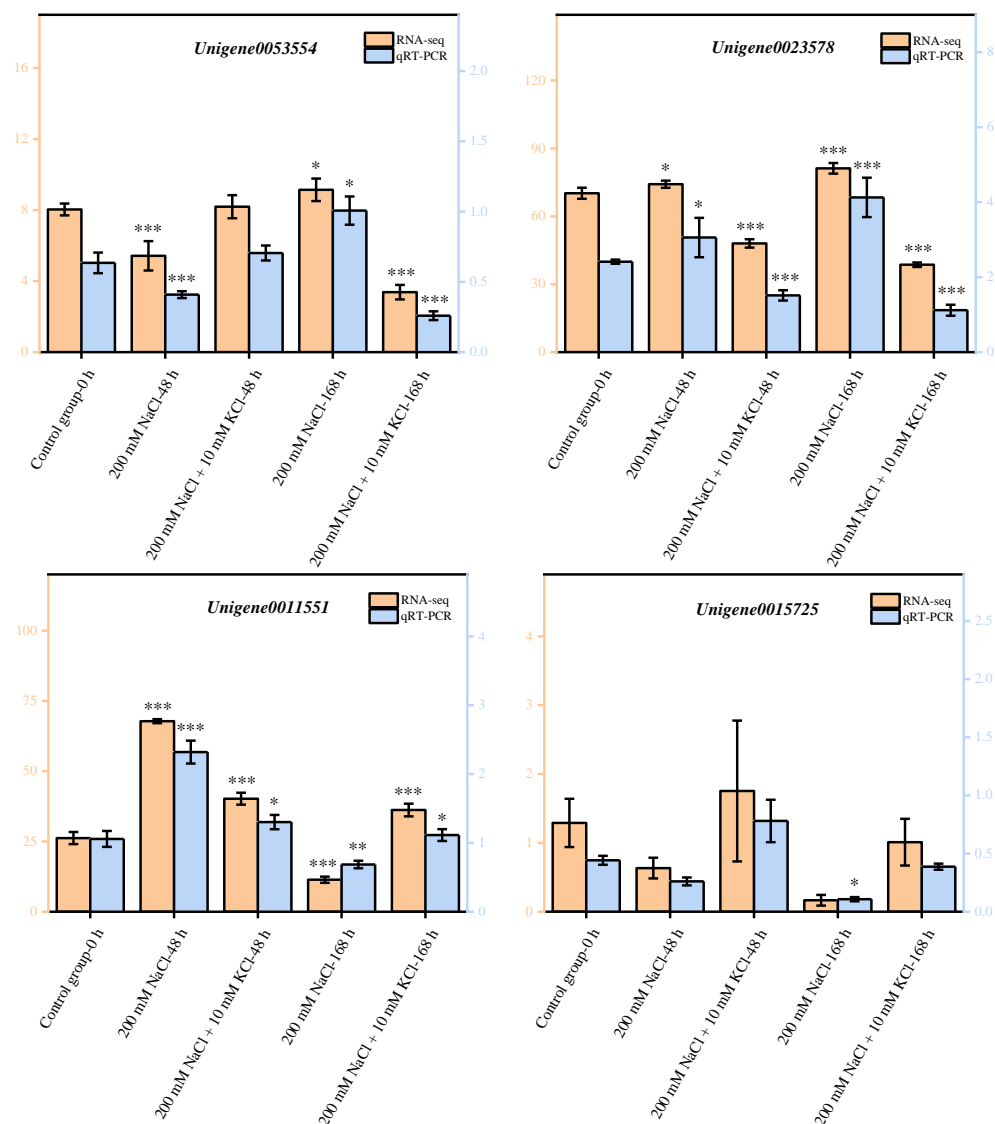 Unigene0053554
RNA-seq
qRT-PCR
16
12
8
4
0
2.0
1.5
1.0
0.5
0.0
***
***
*
*
***
***
Control group-0 h
200 mM NaCl-48 h
200 mM NaCl + 10 mM KCl-48 h
200 mM NaCl-168 h
200 mM NaCl + 10 mM KCl-168 h
Unigene0023578
RNA-seq
qRT-PCR
120
90
60
30
0
8
6
4
2
0
*
*
***
***
***
***
***
***
Control group-0 h
200 mM NaCl-48 h
200 mM NaCl + 10 mM KCl-48 h
200 mM NaCl-168 h
200 mM NaCl + 10 mM KCl-168 h
Unigene0011551
RNA-seq
qRT-PCR
100
75
50
25
0
4
3
2
1
0
***
***
***
*
***
**
***
*
Control group-0 h
200 mM NaCl-48 h
200 mM NaCl + 10 mM KCl-48 h
200 mM NaCl-168 h
200 mM NaCl + 10 mM KCl-168 h
Unigene0015725
RNA-seq
qRT-PCR
4
3
2
1
0
2.5
2.0
1.5
1.0
0.5
0.0
*
Control group-0 h
200 mM NaCl-48 h
200 mM NaCl + 10 mM KCl-48 h
200 mM NaCl-168 h
200 mM NaCl + 10 mM KCl-168 h